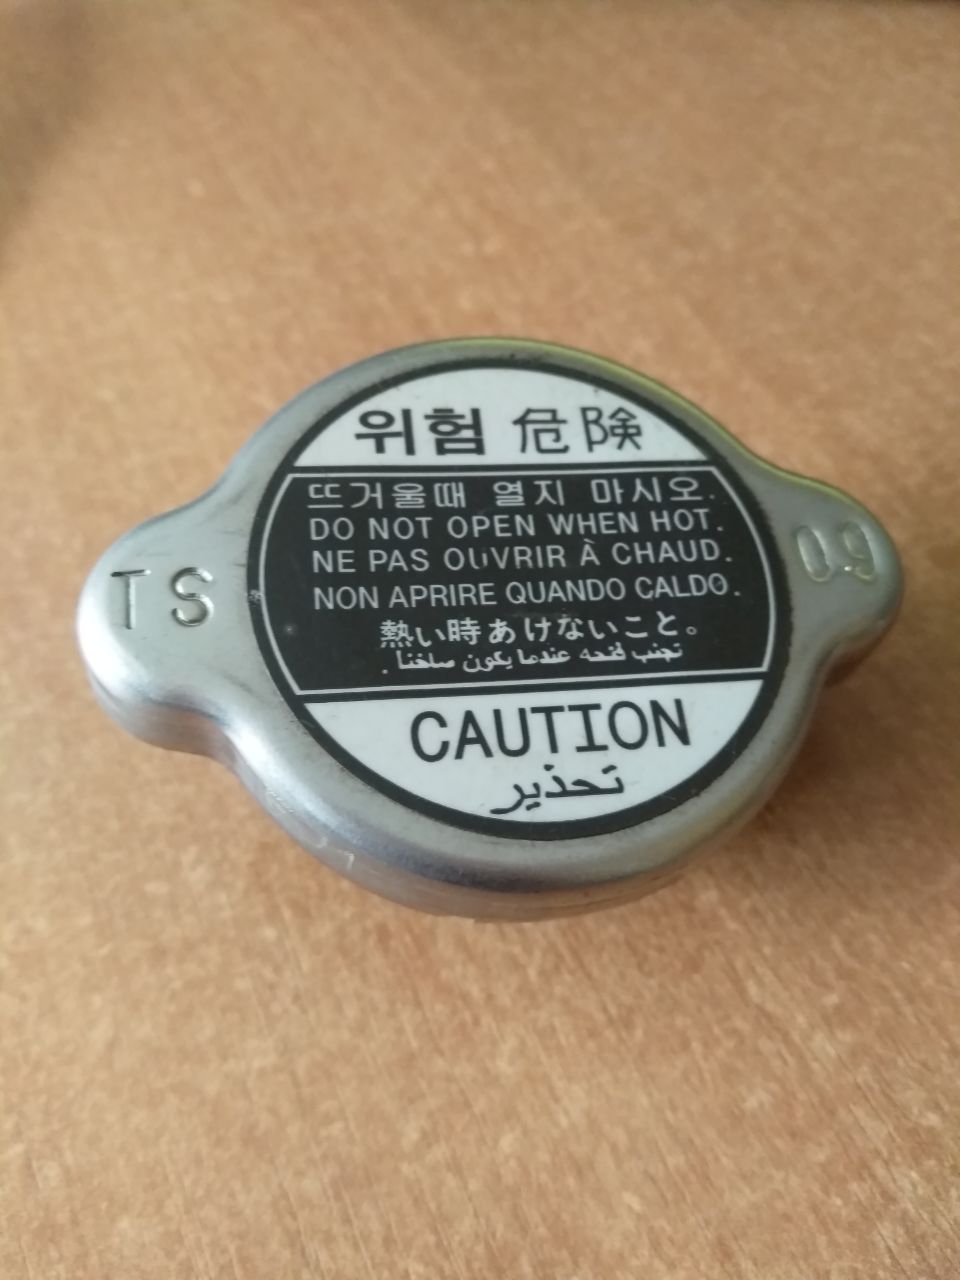 위험 危険
뜨거울때 열지 마시오.
DO NOT OPEN WHEN HOT.
NE PAS OUVRIR À CHAUD.
NON APRIRE QUANDO CALDO.
熱い時あけないこと。
تجنب فتحه عندما يكون ساخنا.
CAUTION
تحذير
TS
0.9